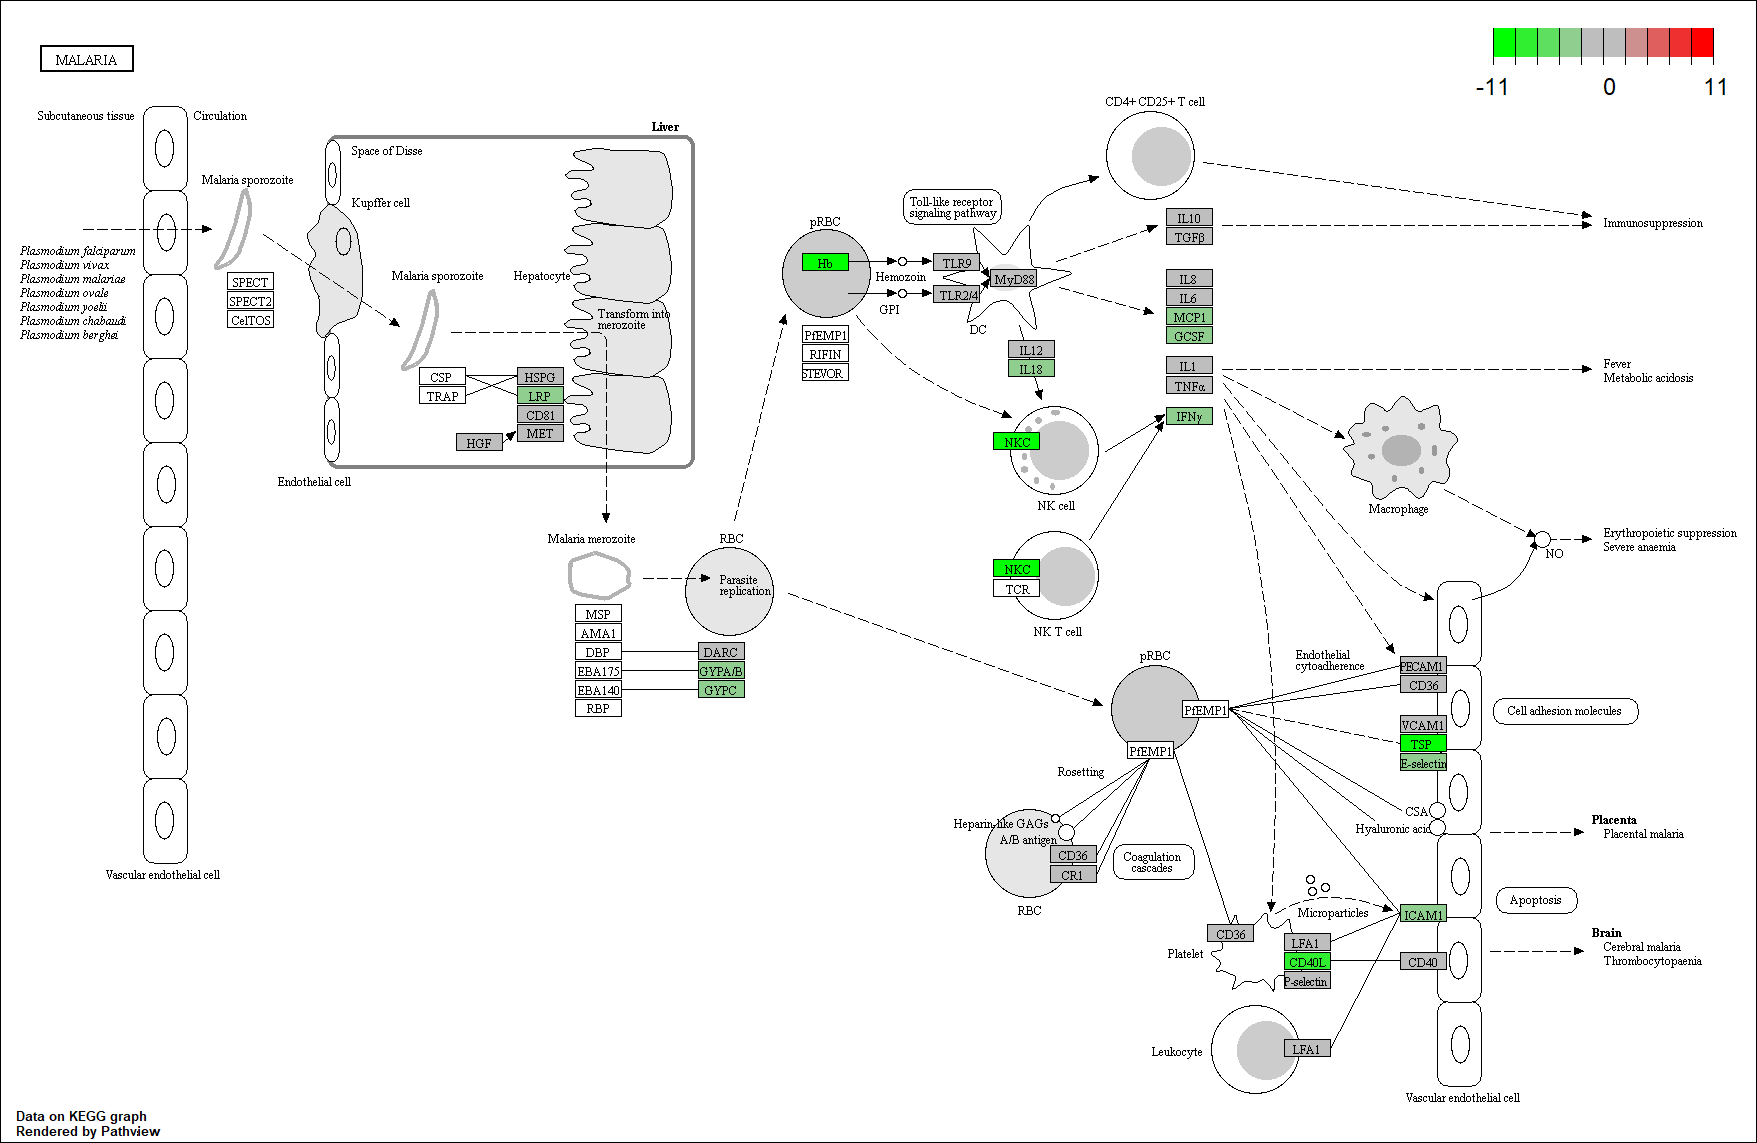 MALARIA
-11
0
11
Subcutaneous tissue
Circulation
Plasmodium falciparum
Plasmodium vivax
Plasmodium malariae
Plasmodium ovale
Plasmodium yoelii
Plasmodium chabaudi
Plasmodium berghei
Malaria sporozoite
SPECT
SPECT2
CelTOS
Vascular endothelial cell
Liver
Space of Disse
Kupffer cell
Malaria sporozoite
Hepatocyte
Transform into
merozoite
CSP
TRAP
HSPG
LRP
CD81
MET
HGF
Endothelial cell
Malaria merozoite
MSP
AMA1
DBP
EBA175
EBA140
RBP
RBC
Parasite
replication
DARC
GYPA/B
GYPC
pRBC
Hb
PfEMP1
RIFIN
STEVOR
Hemozoin
GPI
Toll-like receptor
signaling pathway
TLR9
TLR2/4
MyD88
DC
CD4+ CD25+ T cell
IL10
TGFβ
IL8
IL6
MCP1
GCSF
IL12
IL18
IL1
TNFα
IFNγ
NKC
NK cell
NKC
TCR
NK T cell
Immunosuppression
Fever
Metabolic acidosis
Macrophage
NO
Erythropoietic suppression
Severe anaemia
pRBC
PfEMP1
PfEMP1
Endothelial
cytoadherence
PECAM1
CD36
VCAM1
TSP
E-selectin
Cell adhesion molecules
Rosetting
Heparin-like GAGs
A/B antigen
CD36
CR1
RBC
Coagulation
cascades
CSA
Hyaluronic acid
Placenta
Placental malaria
Apoptosis
Microparticles
ICAM1
CD36
Platelet
LFA1
CD40L
P-selectin
CD40
Brain
Cerebral malaria
Thrombocytopaenia
Leukocyte
LFA1
Vascular endothelial cell
Data on KEGG graph
Rendered by Pathview